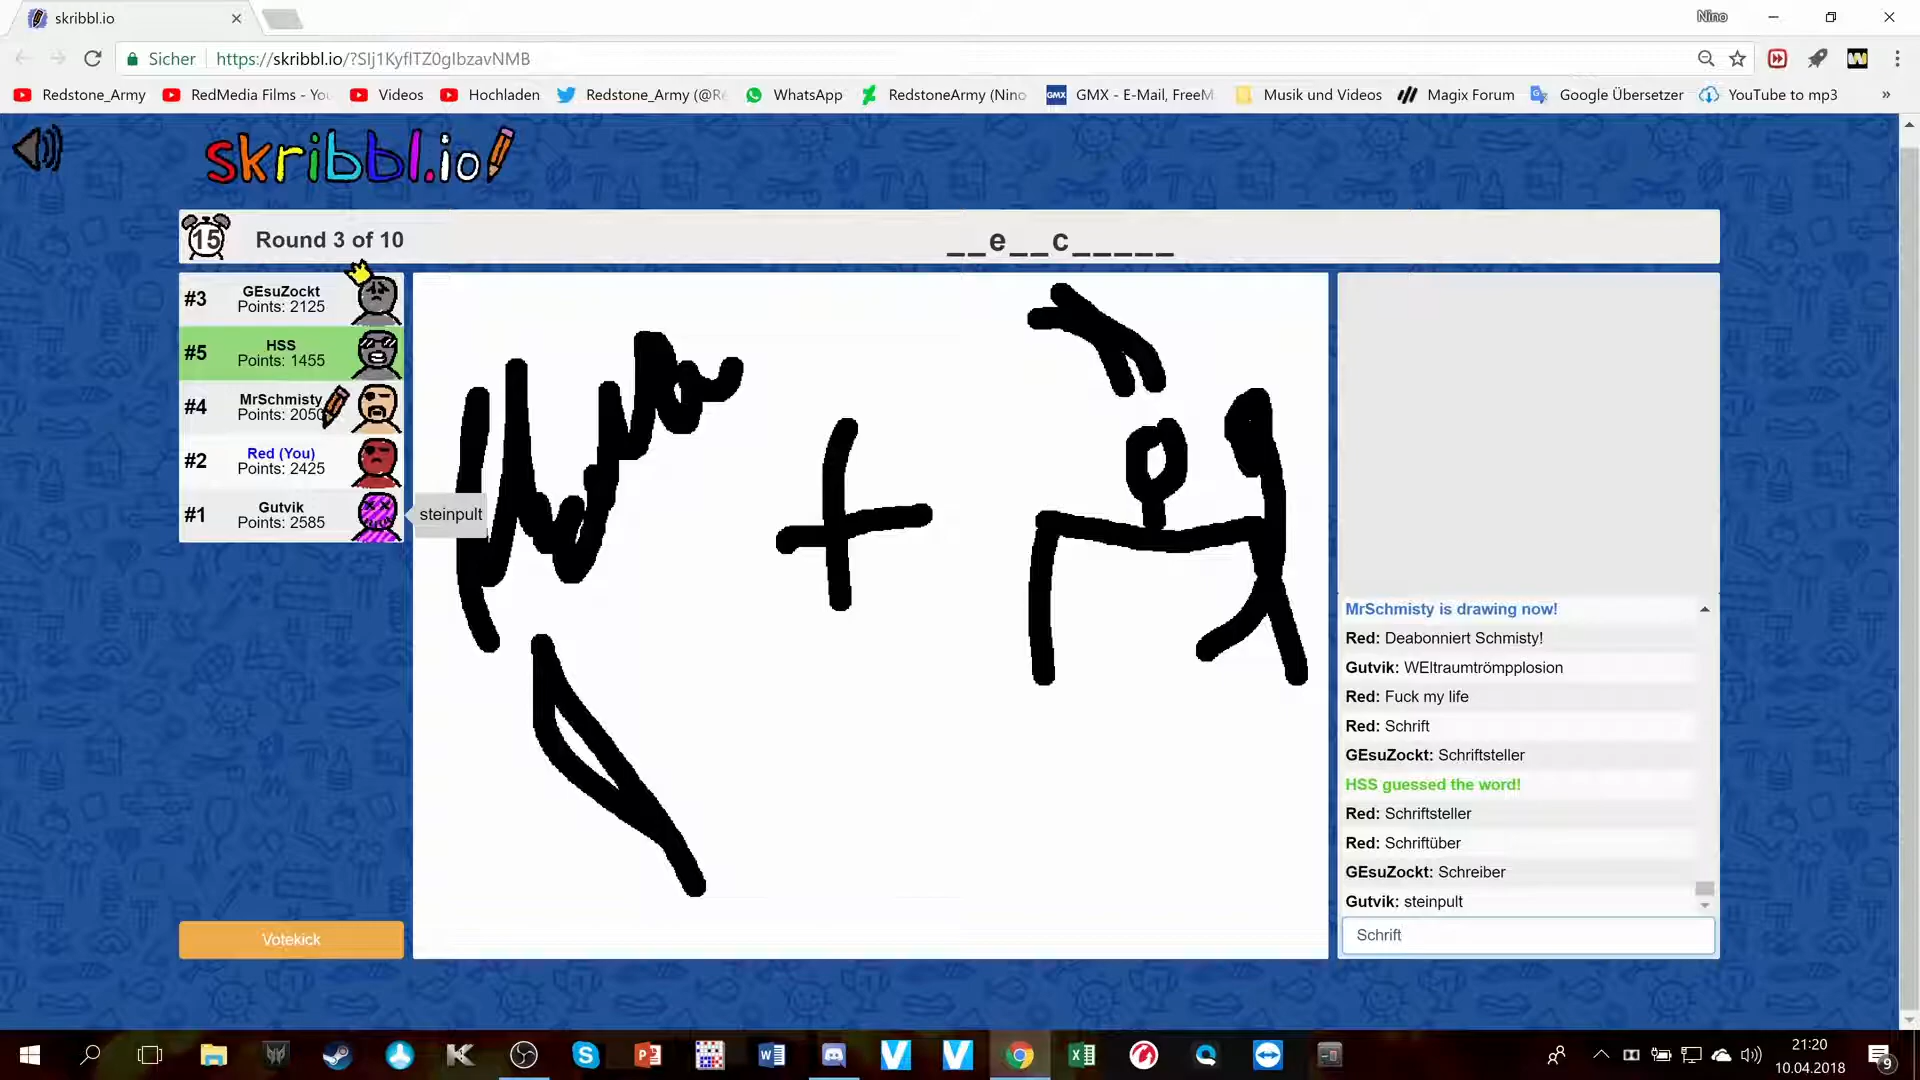 skribbl.io
Nino
Sicher https://skribbl.io/?SIj1KyflTZ0gIbzavNMB
Redstone_Army
RedMedia Films - You
Videos
Hochladen
Redstone_Army (@Re
WhatsApp
RedstoneArmy (Nino
GMX - E-Mail, FreeM
Musik und Videos
Magix Forum
Google Übersetzer
YouTube to mp3
»
skribbl.io
15 Round 3 of 10
__e__c_____
#3 GEsuZockt
Points: 2125
#5 HSS
Points: 1455
#4 MrSchmisty
Points: 2050
#2 Red (You)
Points: 2425
#1 Gutvik
Points: 2585
steinpult
Votekick
MrSchmisty is drawing now!
Red: Deabonniert Schmisty!
Gutvik: WEltraumtrömpplosion
Red: Fuck my life
Red: Schrift
GEsuZockt: Schriftsteller
HSS guessed the word!
Red: Schriftsteller
Red: Schriftüber
GEsuZockt: Schreiber
Gutvik: steinpult
Schrift
21:20
10.04.2018
9